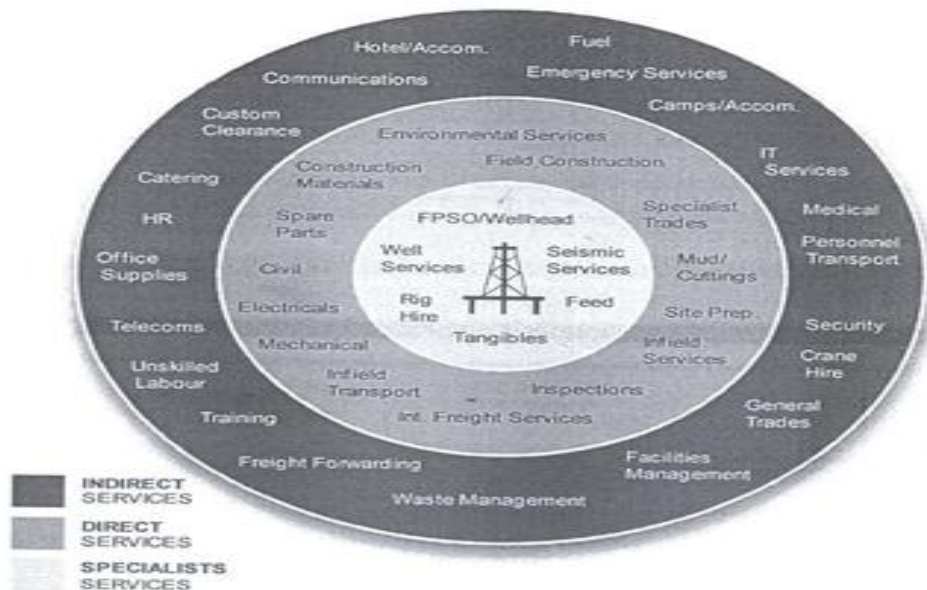 Hotel/Accom.
Fuel
Communications
Emergency Services
Custom
Clearance
Camps/Accom.
Catering
IT
Services
HR
Medical
Office
Supplies
Personnel
Transport
Telecoms
Security
Unskilled
Labour
Crane
Hire
Training
General
Trades
Freight Forwarding
Facilities
Management
Waste Management
Environmental Services
Construction
Materials
Field Construction
Spare
Parts
Specialist
Trades
Civil
Mud/
Cuttings
Electricals
Site Prep.
Mechanical
Infield
Services
Infield
Transport
Inspections
Int. Freight Services
FPSO/Wellhead
Well
Services
Seismic
Services
Rig
Hire
Feed
Tangibles
INDIRECT
SERVICES
DIRECT
SERVICES
SPECIALISTS
SERVICES